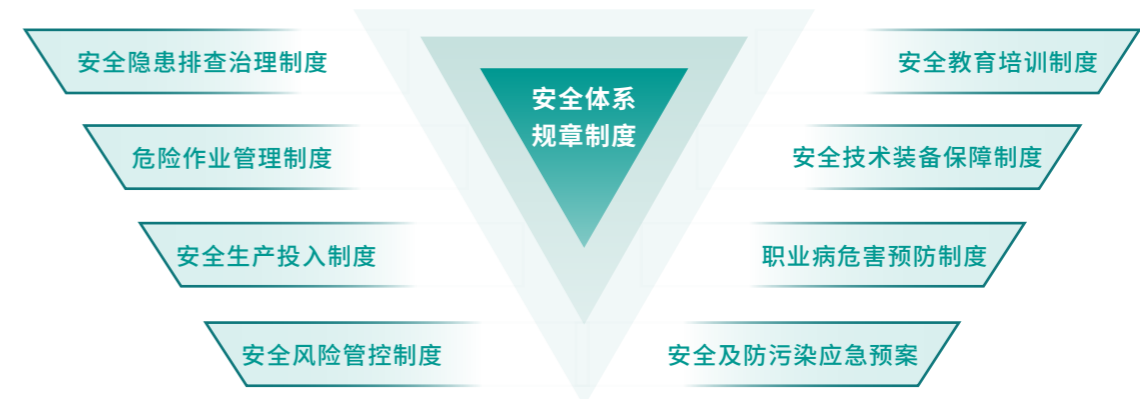 安全隐患排查治理制度
安全体系
规章制度
安全教育培训制度
危险作业管理制度
安全技术装备保障制度
安全生产投入制度
职业病危害预防制度
安全风险管控制度
安全及防污染应急预案